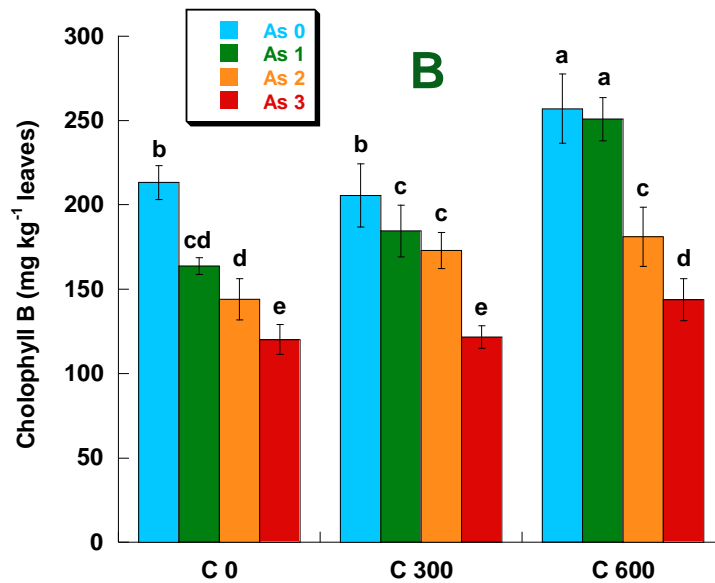 As 0
As 1
As 2
As 3
B
Cholophyll B (mg kg⁻¹ leaves)
300
250
200
150
100
50
0
b
cd
d
e
b
c
c
e
a
a
c
d
C 0
C 300
C 600